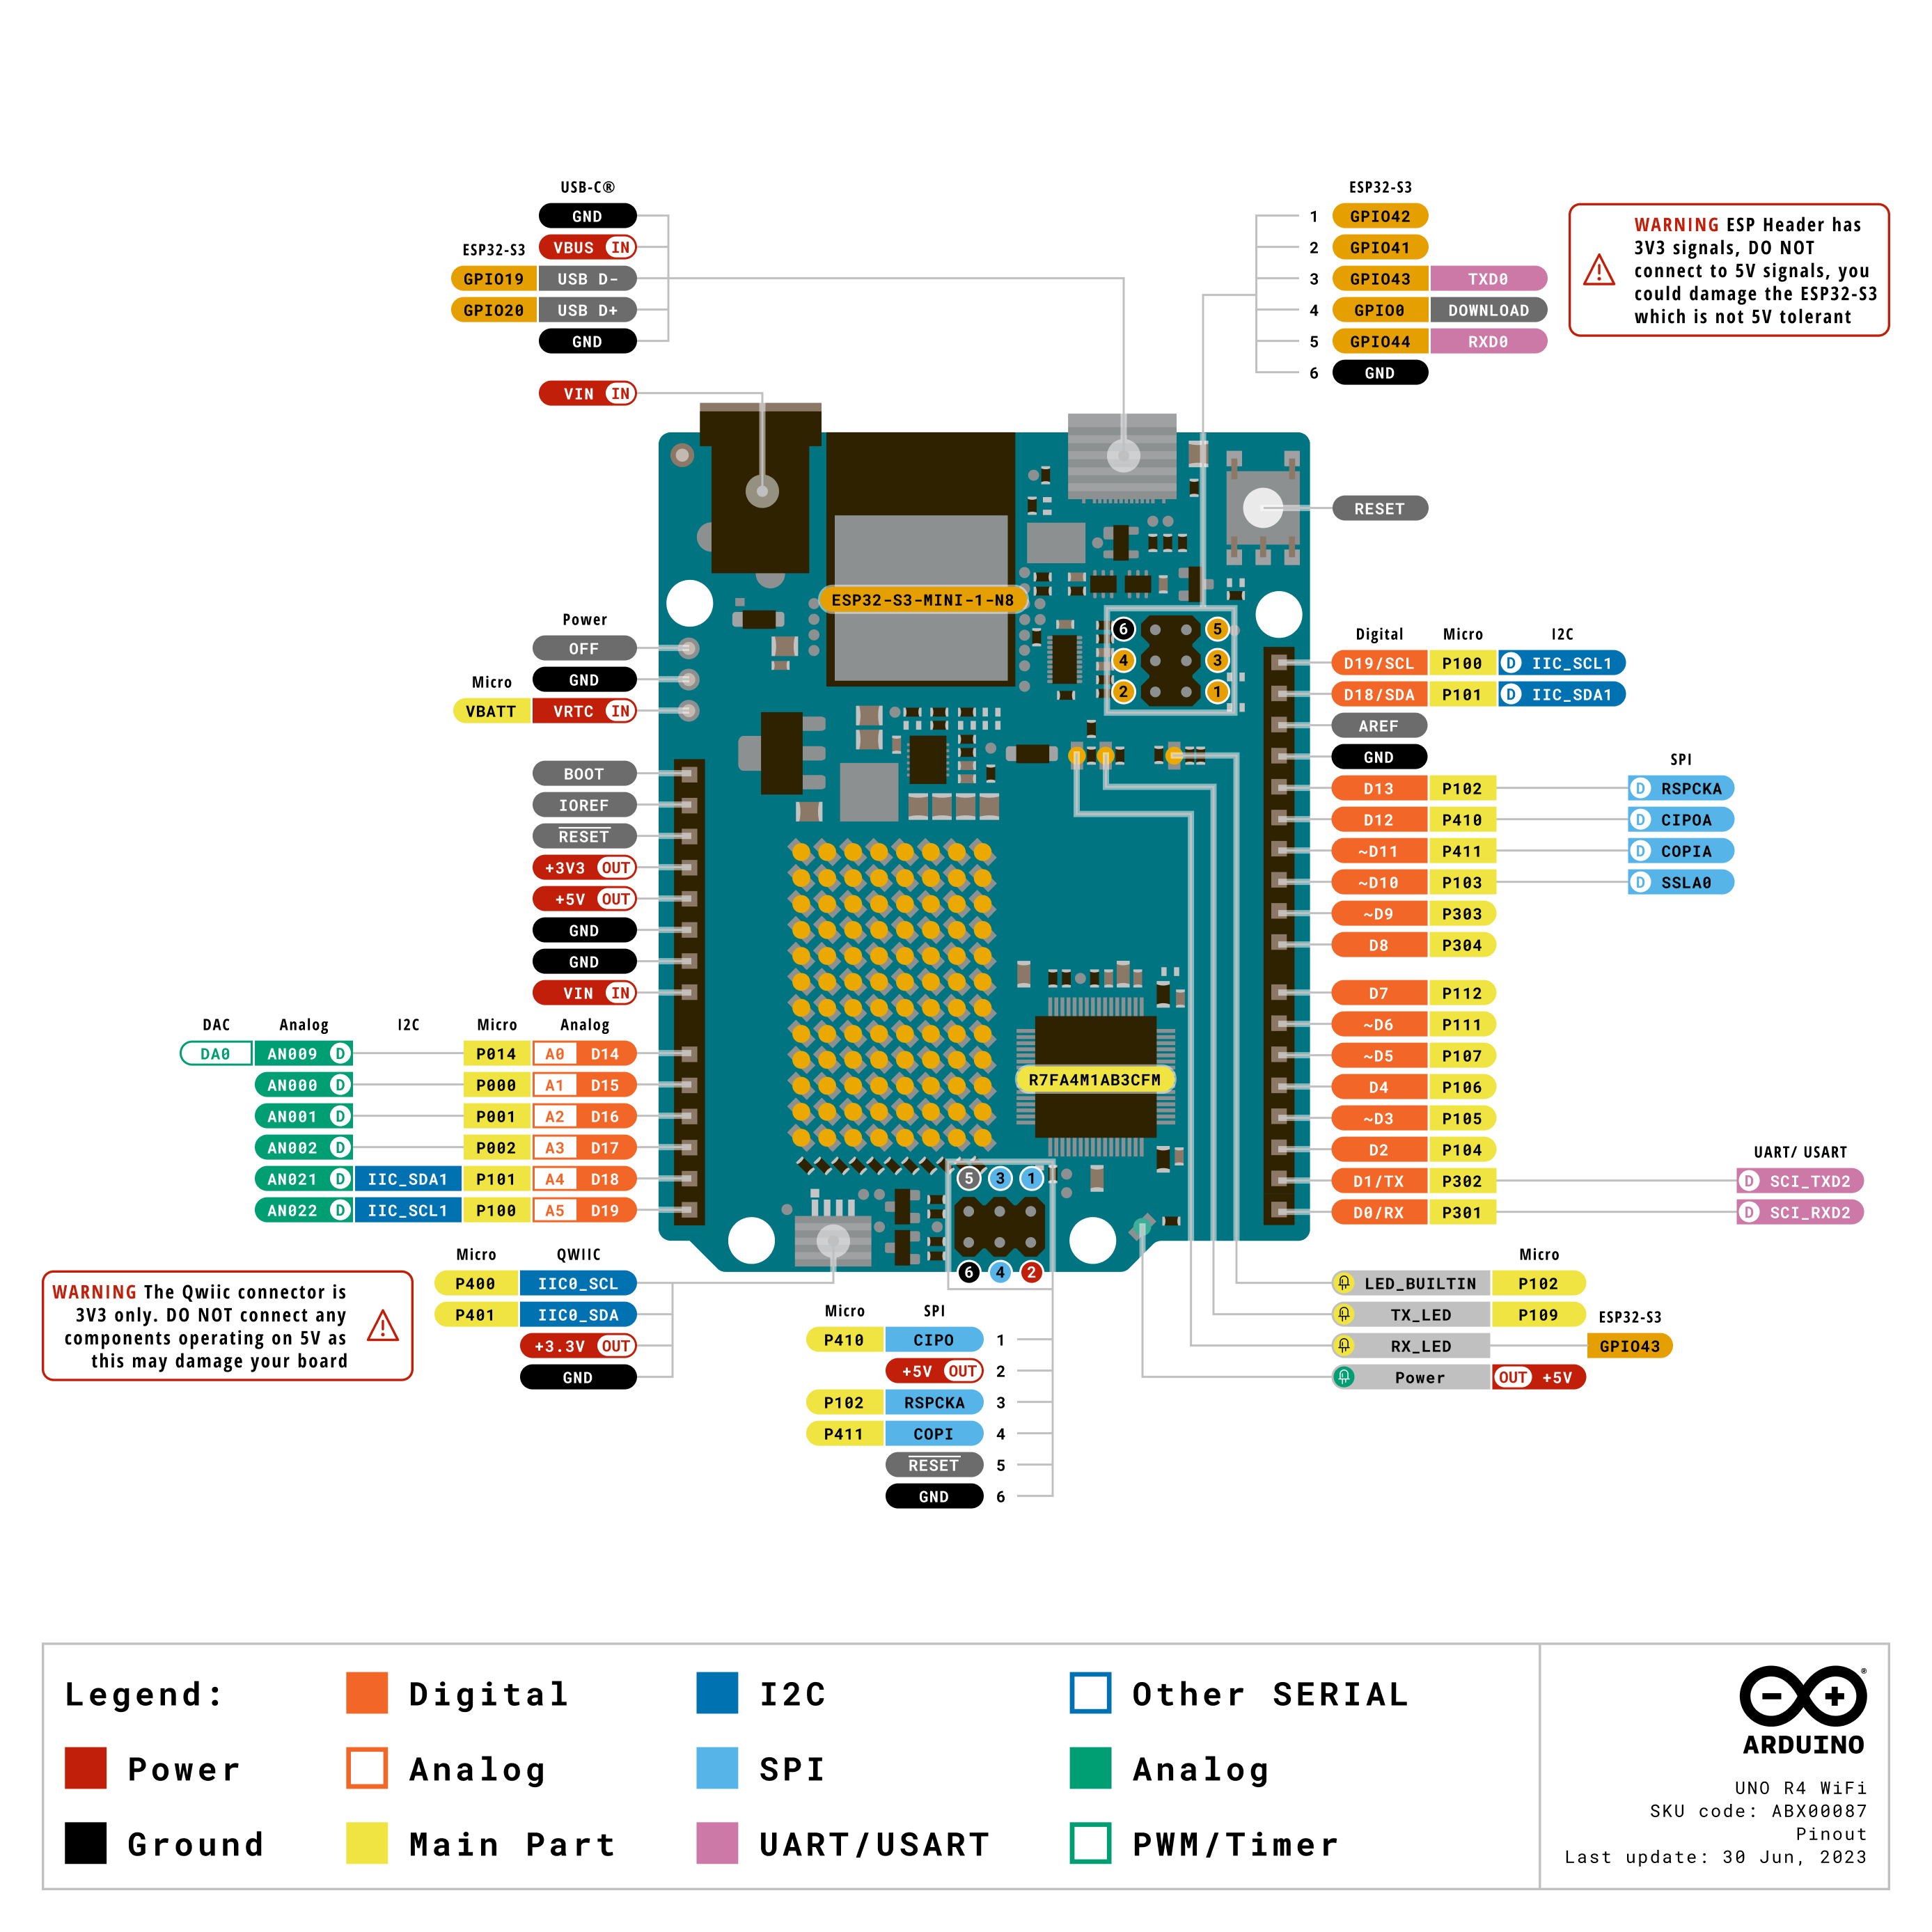 USB-C®
GND
VBUS IN
ESP32-S3
GPIO19 USB D-
GPIO20 USB D+
GND
VIN IN
ESP32-S3
1 GPIO42
2 GPIO41
3 GPIO43 TXD0
4 GPIO0 DOWNLOAD
5 GPIO44 RXD0
6 GND
WARNING ESP Header has
3V3 signals, DO NOT
connect to 5V signals, you
could damage the ESP32-S3
which is not 5V tolerant
RESET
ESP32-S3-MINI-1-N8
6 5
4 3
2 1
Power
OFF
GND
Micro
VBATT VRTC IN
BOOT
IOREF
RESET
+3V3 OUT
+5V OUT
GND
GND
VIN IN
DAC Analog I2C Micro Analog
DA0 AN009 D P014 A0 D14
AN000 D P000 A1 D15
AN001 D P001 A2 D16
AN002 D P002 A3 D17
AN021 D IIC_SDA1 P101 A4 D18
AN022 D IIC_SCL1 P100 A5 D19
Digital Micro I2C
D19/SCL P100 D IIC_SCL1
D18/SDA P101 D IIC_SDA1
AREF
GND
SPI
D13 P102 D RSPCKA
D12 P410 D CIPOA
~D11 P411 D COPIA
~D10 P103 D SSLA0
~D9 P303
D8 P304
D7 P112
~D6 P111
~D5 P107
D4 P106
~D3 P105
D2 P104
UART/ USART
D1/TX P302 D SCI_TXD2
D0/RX P301 D SCI_RXD2
R7FA4M1AB3CFM
5 3 1
6 4 2
Micro QWIIC
P400 IIC0_SCL
P401 IIC0_SDA
+3.3V OUT
GND
WARNING The Qwiic connector is
3V3 only. DO NOT connect any
components operating on 5V as
this may damage your board
Micro SPI
P410 CIPO 1
+5V OUT 2
P102 RSPCKA 3
P411 COPI 4
RESET 5
GND 6
Micro
LED_BUILTIN P102
TX_LED P109
ESP32-S3
RX_LED GPIO43
Power OUT +5V
Legend:
Power
Ground
Digital
Analog
Main Part
I2C
SPI
UART/USART
Other SERIAL
Analog
PWM/Timer
ARDUINO
®
UNO R4 WiFi
SKU code: ABX00087
Pinout
Last update: 30 Jun, 2023